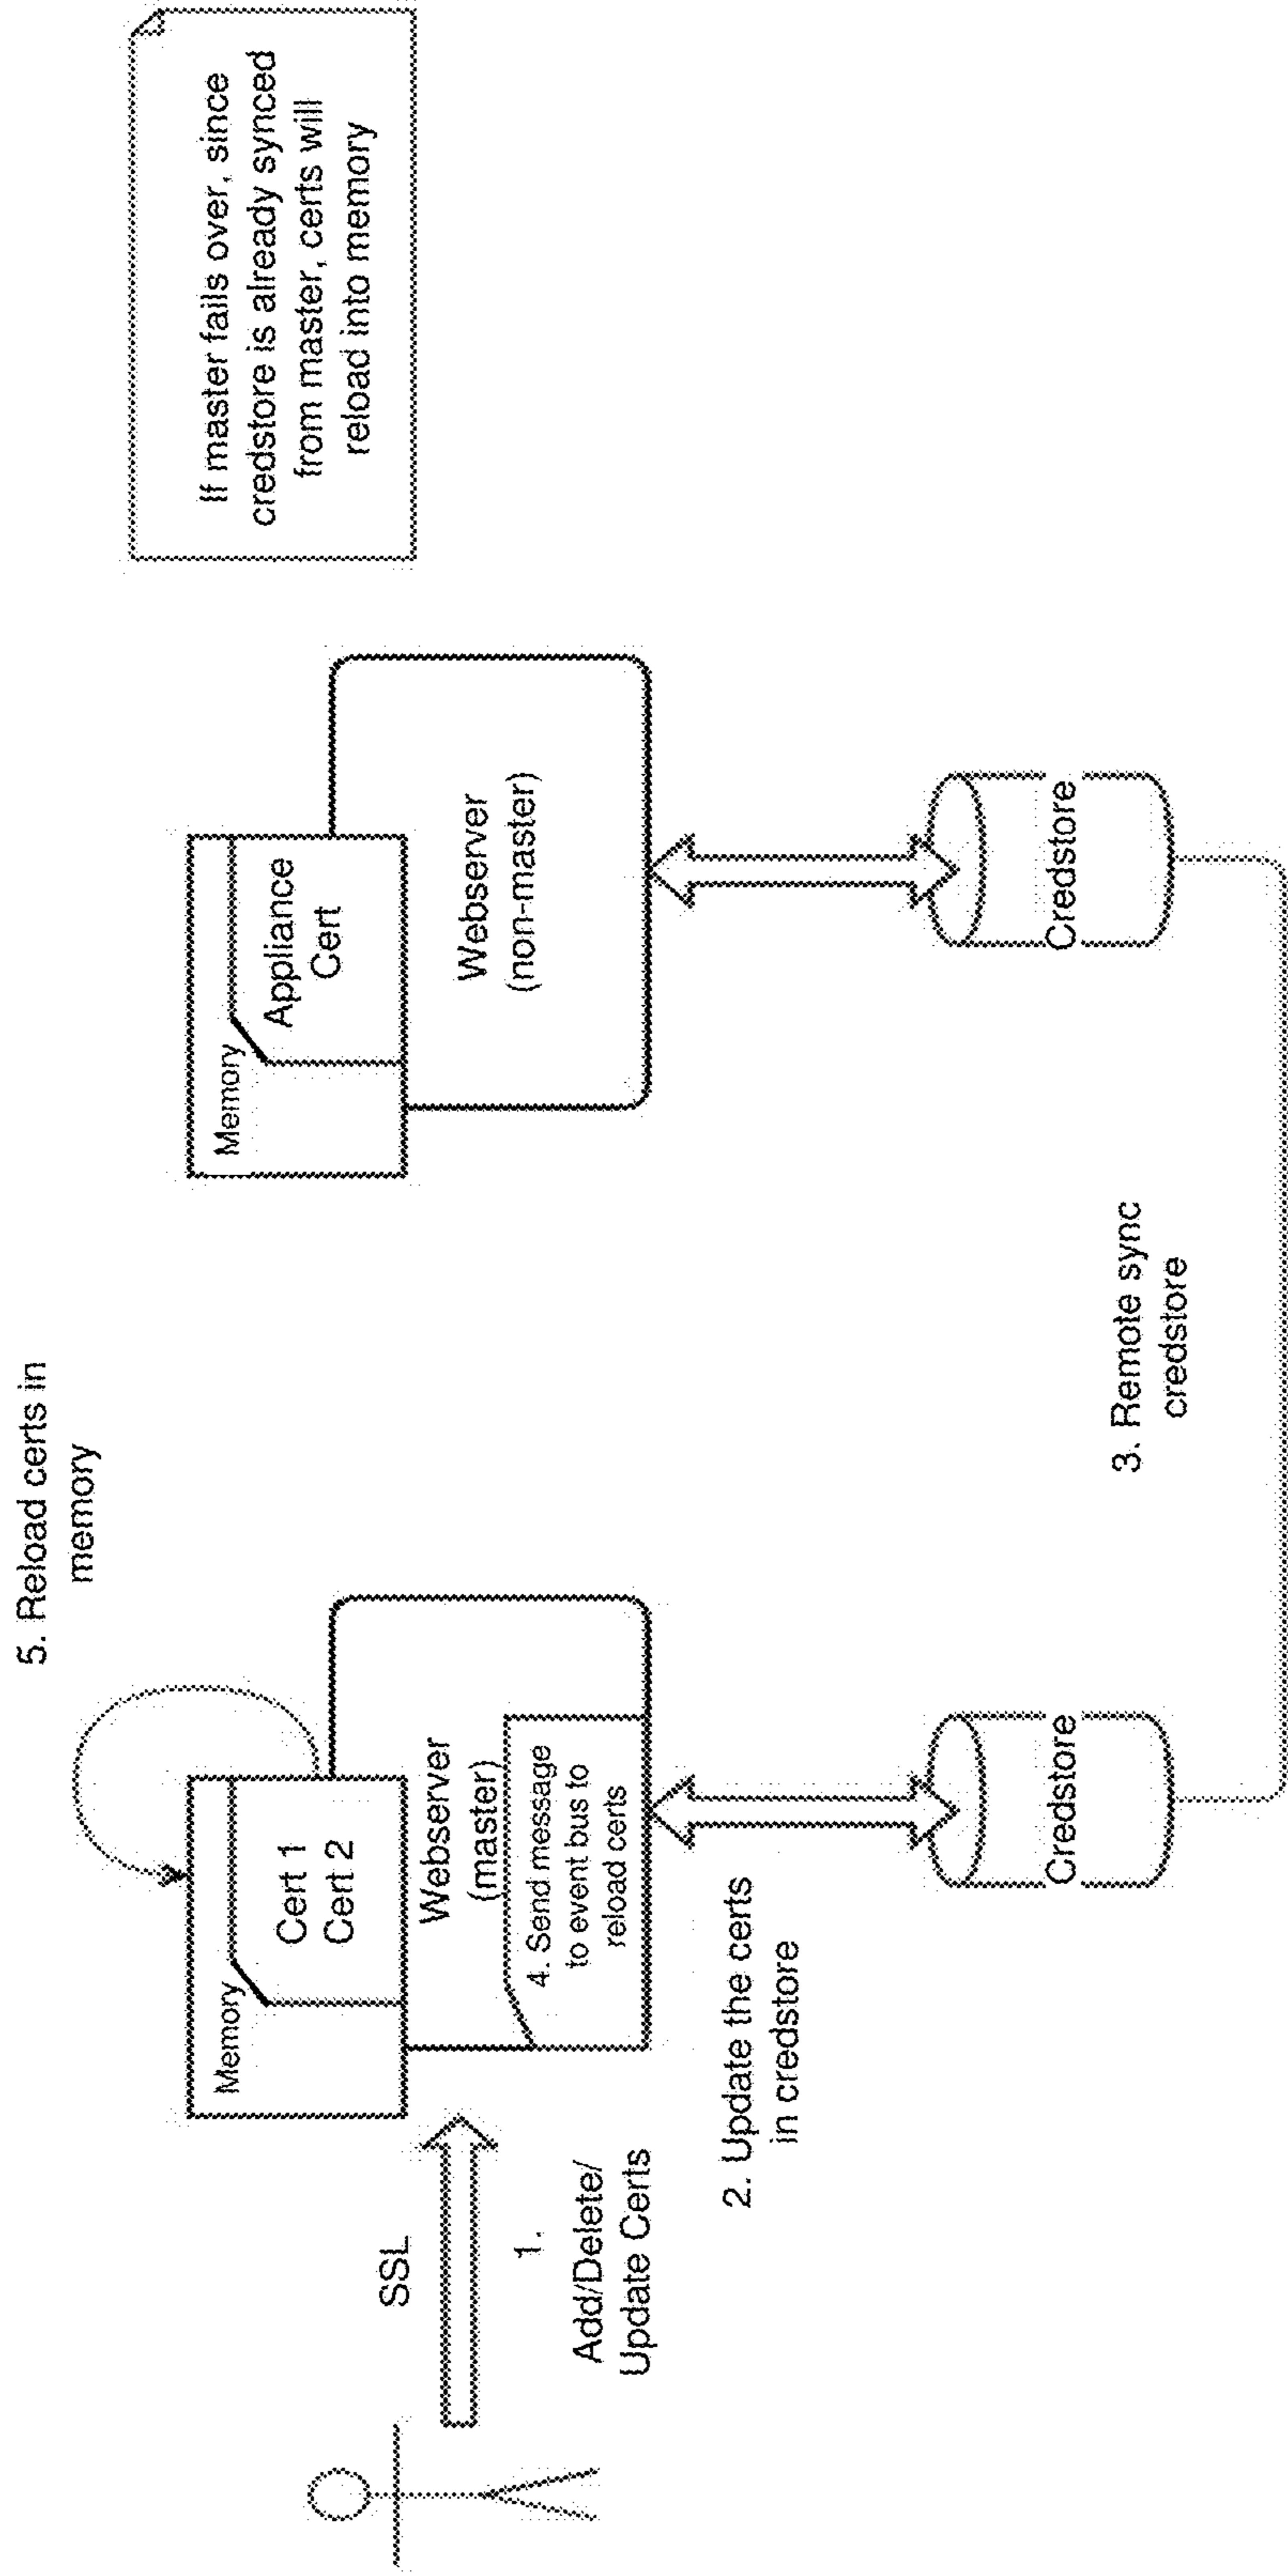 5. Reload certs in
memory
If master fails over, since
credstore is already synced
from master, certs will
reload into memory
Memory
Cert 1
Cert 2
Webserver
(master)
4. Send message
to event bus to
reload certs
Memory
Appliance
Cert
Webserver
(non-master)
SSL
1.
Add/Delete/
Update Certs
2. Update the certs
in credstore
Credstore
3. Remote sync
credstore
Credstore